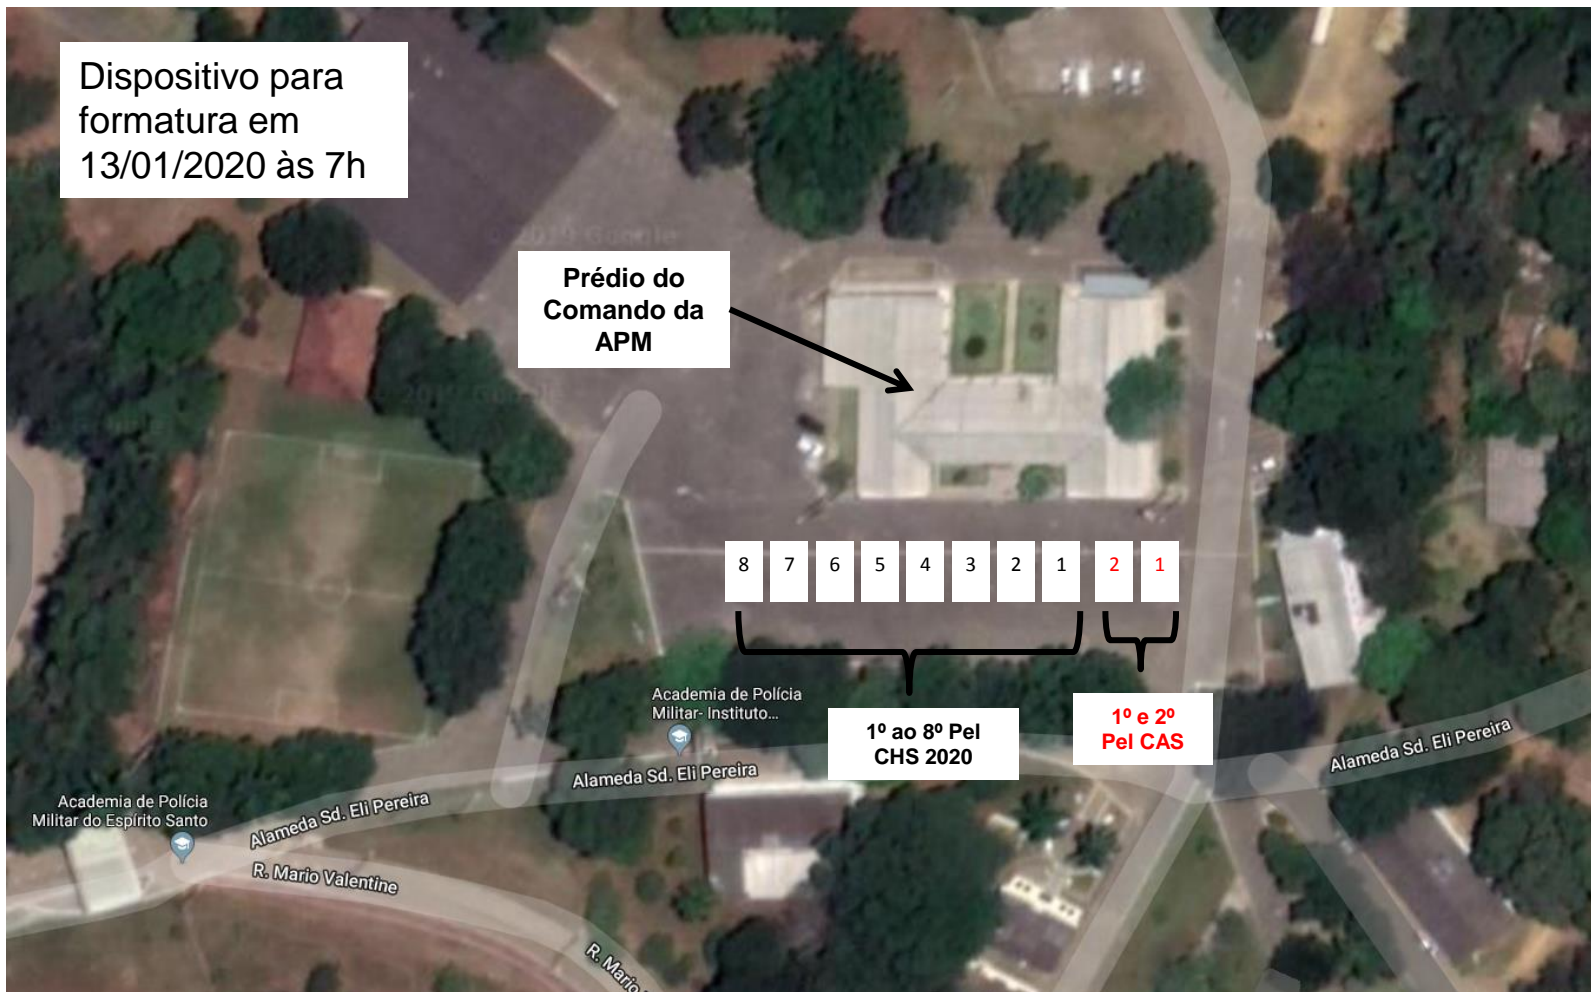 Dispositivo para
formatura em
13/01/2020 às 7h
Prédio do
Comando da
APM
8 7 6 5 4 3 2 1 2 1
Academia de Polícia
Militar- Instituto...
1º ao 8º Pel
CHS 2020
1º e 2º
Pel CAS
Alameda Sd. Eli Pereira
Alameda Sd. Eli Pereira
Academia de Polícia
Militar do Espírito Santo
Alameda Sd. Eli Pereira
R. Mario Valentine
R. Mario